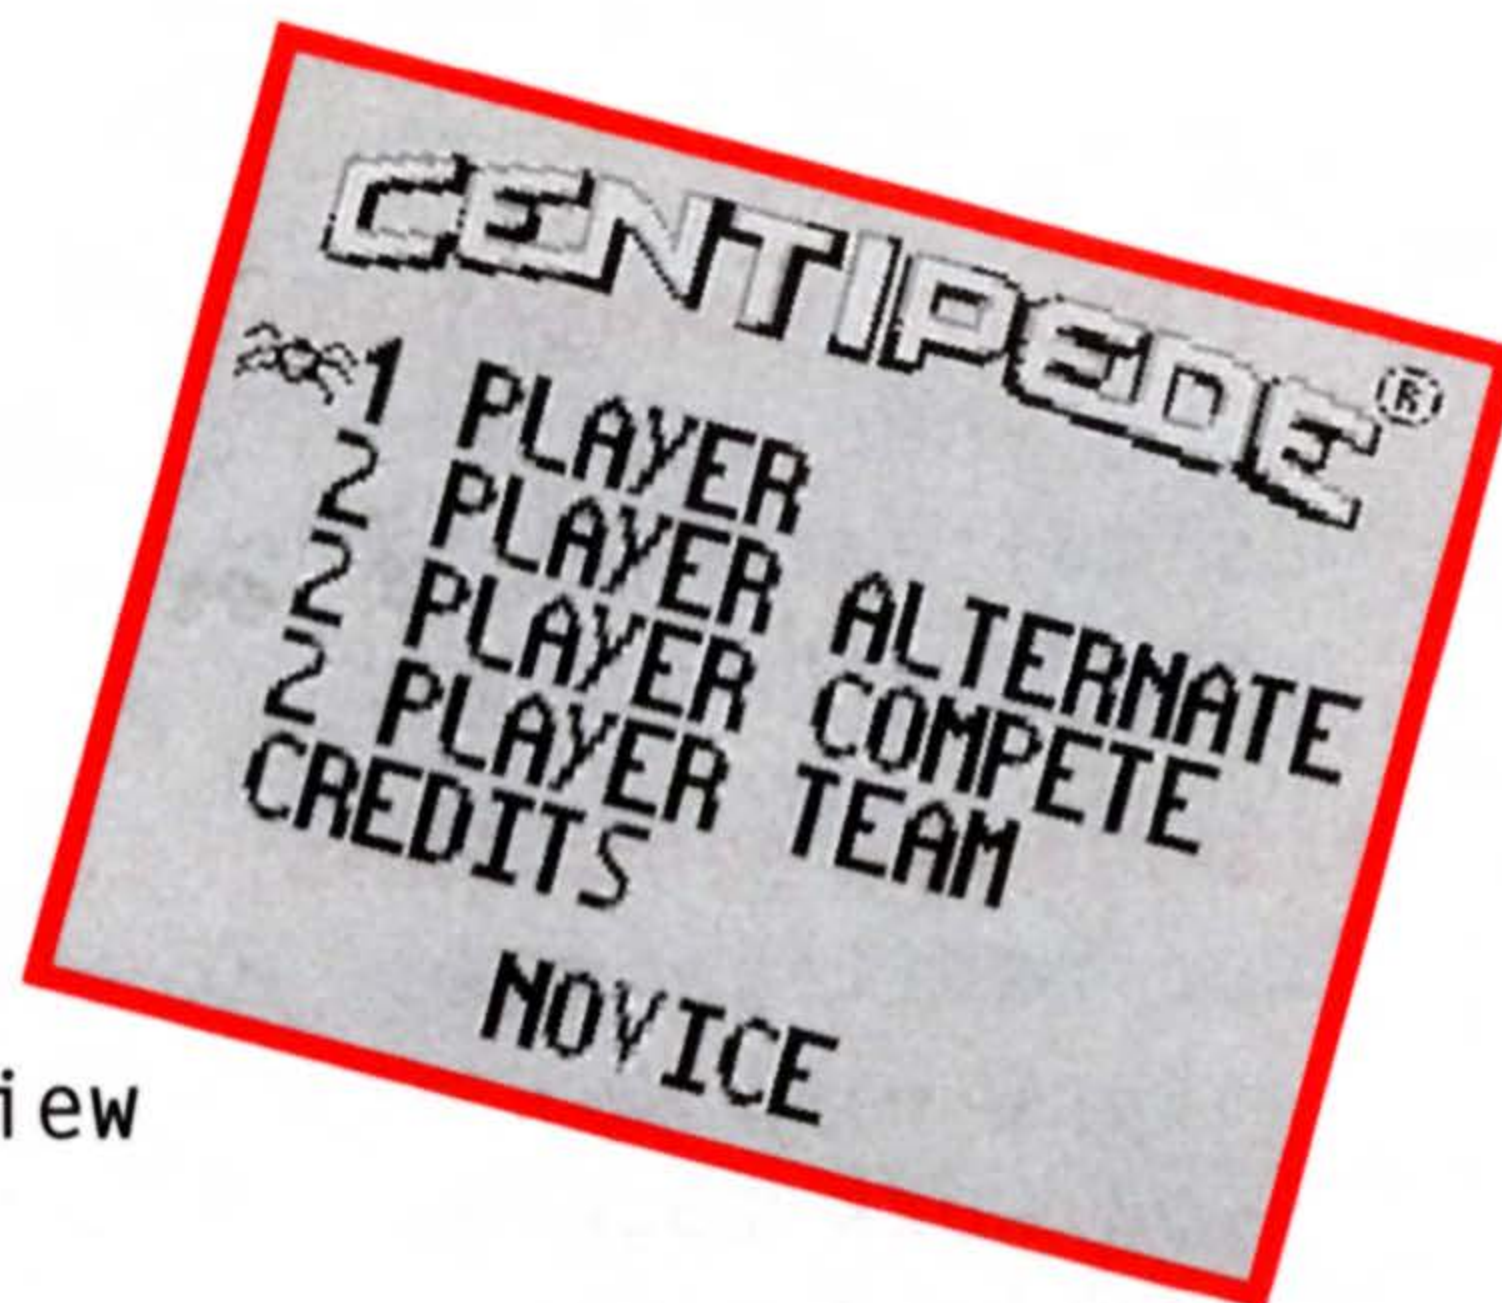 CENTIPEDE®
1 PLAYER
2 PLAYER ALTERNATE
2 PLAYER COMPETE
2 PLAYER TEAM
CREDITS
NOVICE
iew